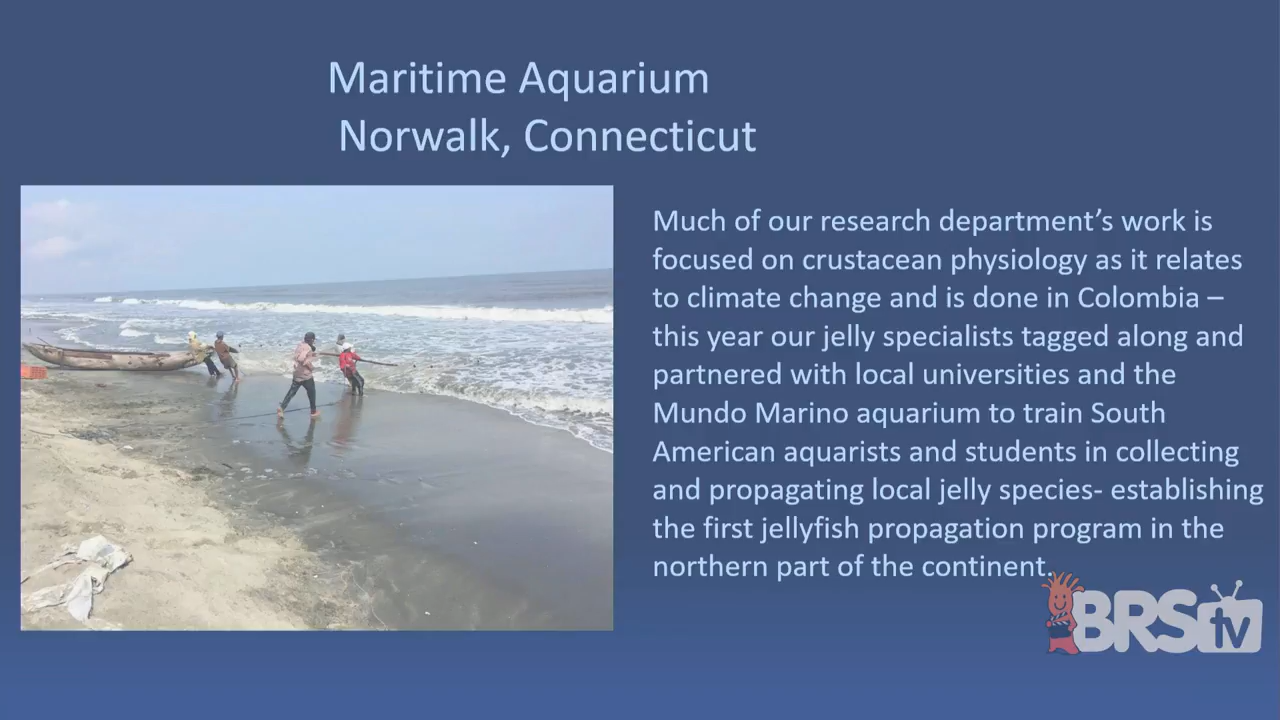 Maritime Aquarium
Norwalk, Connecticut
Much of our research department’s work is
focused on crustacean physiology as it relates
to climate change and is done in Colombia –
this year our jelly specialists tagged along and
partnered with local universities and the
Mundo Marino aquarium to train South
American aquarists and students in collecting
and propagating local jelly species- establishing
the first jellyfish propagation program in the
northern part of the continent.
BRStv